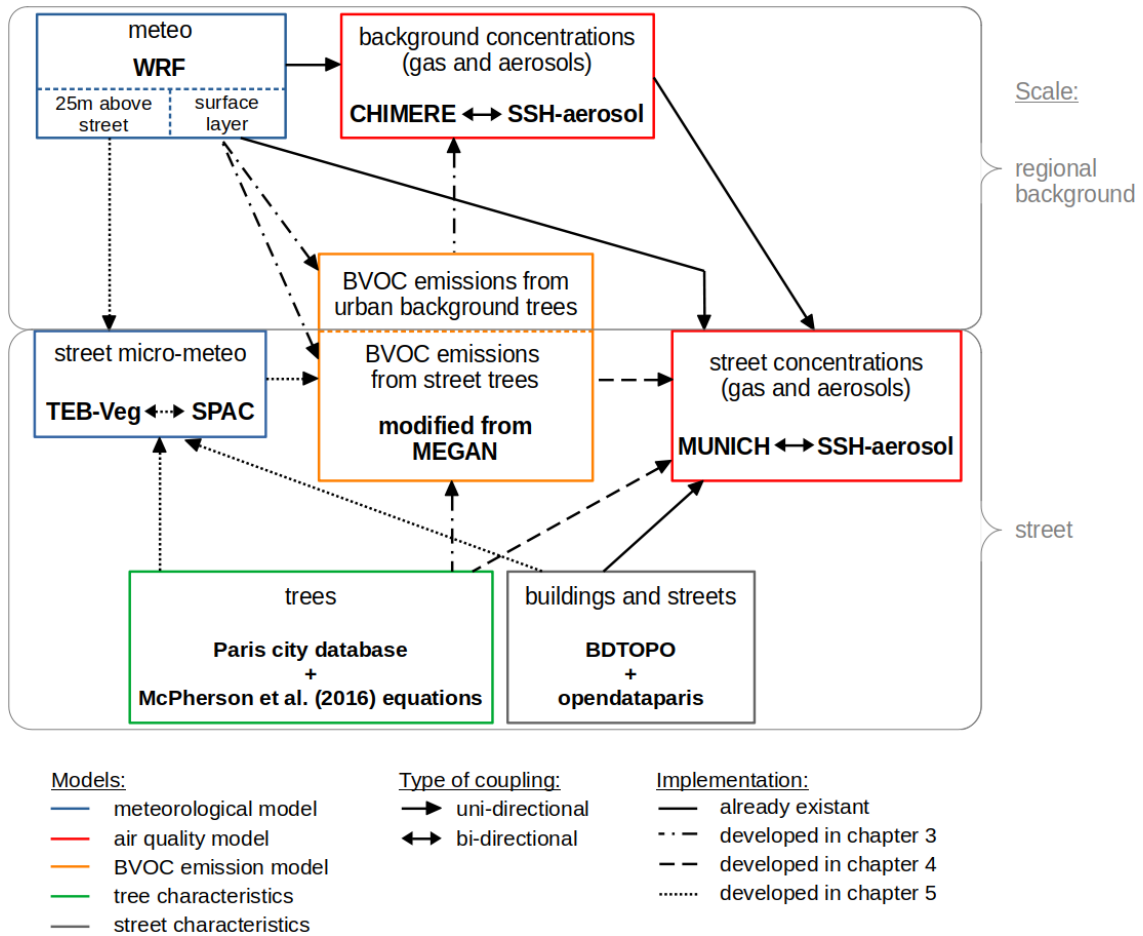 meteo
WRF
25m above
street
surface
layer
background concentrations
(gas and aerosols)
CHIMERE SSH-aerosol
Scale:
regional
background
BVOC emissions from
urban background trees
BVOC emissions
from street trees
modified from
MEGAN
street micro-meteo
TEB-Veg SPAC
street concentrations
(gas and aerosols)
MUNICH SSH-aerosol
street
trees
Paris city database
+
McPherson et al. (2016) equations
buildings and streets
BDTOPO
+
opendataparis
Models:
meteorological model
air quality model
BVOC emission model
tree characteristics
street characteristics
Type of coupling:
uni-directional
bi-directional
Implementation:
already existant
developed in chapter 3
developed in chapter 4
developed in chapter 5